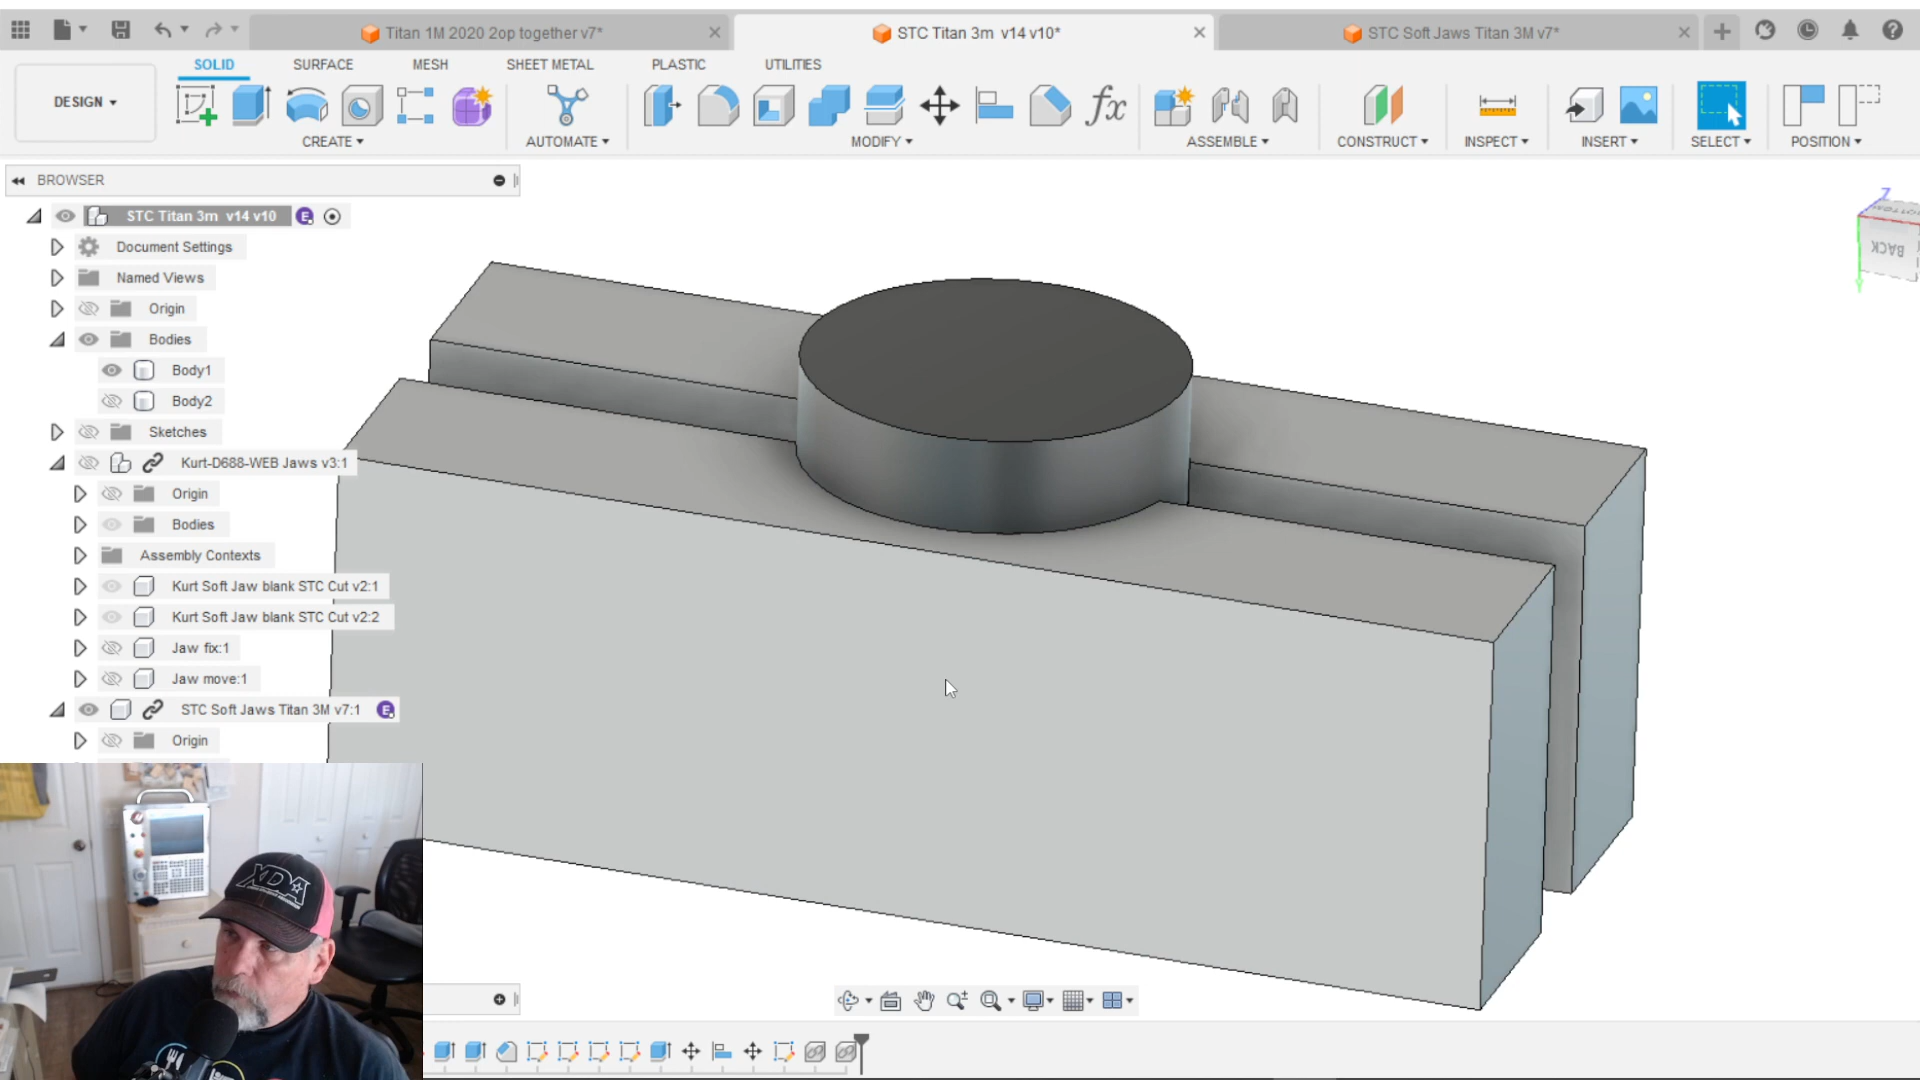 Titan 1M 2020 2op together v7*
STC Titan 3m v14 v10*
STC Soft Jaws Titan 3M v7*
SOLID
SURFACE
MESH
SHEET METAL
PLASTIC
UTILITIES
DESIGN
fx
CREATE
AUTOMATE
MODIFY
ASSEMBLE
CONSTRUCT
INSPECT
INSERT
SELECT
POSITION
BROWSER
STC Titan 3m v14 v10
E
Document Settings
Named Views
Origin
Bodies
Body1
Body2
Sketches
Kurt-D688-WEB Jaws v3:1
Origin
Bodies
Assembly Contexts
Kurt Soft Jaw blank STC Cut v2:1
Kurt Soft Jaw blank STC Cut v2:2
Jaw fix:1
Jaw move:1
STC Soft Jaws Titan 3M v7:1
E
Origin
Z
BOTTOM
BACK
XDA